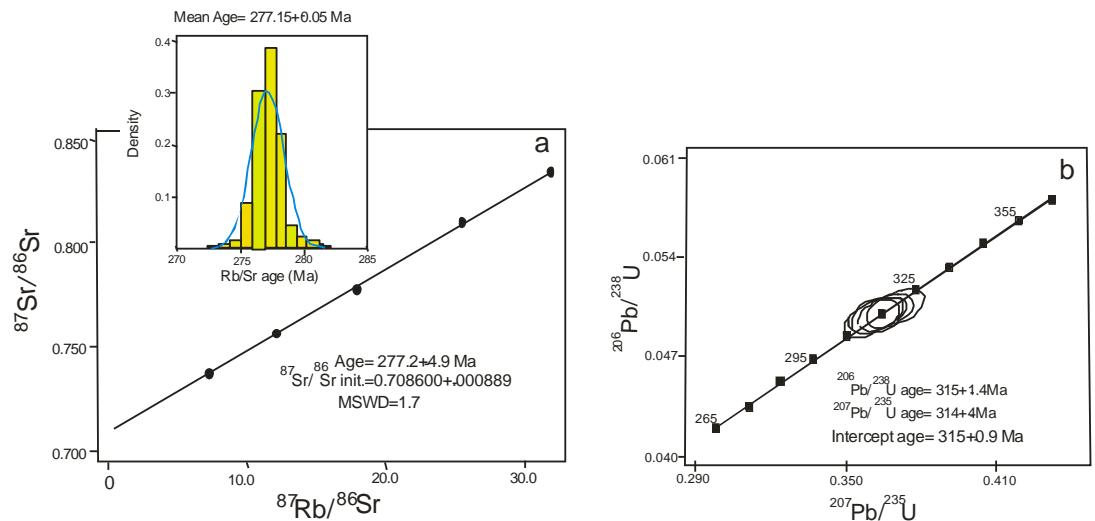 Mean Age= 277.15+0.05 Ma
0.4
0.3
0.2
0.1
Density
270
275
280
285
Rb/Sr age (Ma)
a
0.850
0.800
0.750
0.700
87Sr/86Sr
Age= 277.2+4.9 Ma
87Sr/86Sr init.=0.708600+.000889
MSWD=1.7
0
10.0
20.0
30.0
87Rb/86Sr
b
0.061
0.054
0.047
0.040
206Pb/238U
355
325
295
265
206Pb/238U age= 315+1.4Ma
207Pb/235U age= 314+4Ma
Intercept age= 315+0.9 Ma
0.290
0.350
0.410
207Pb/235U